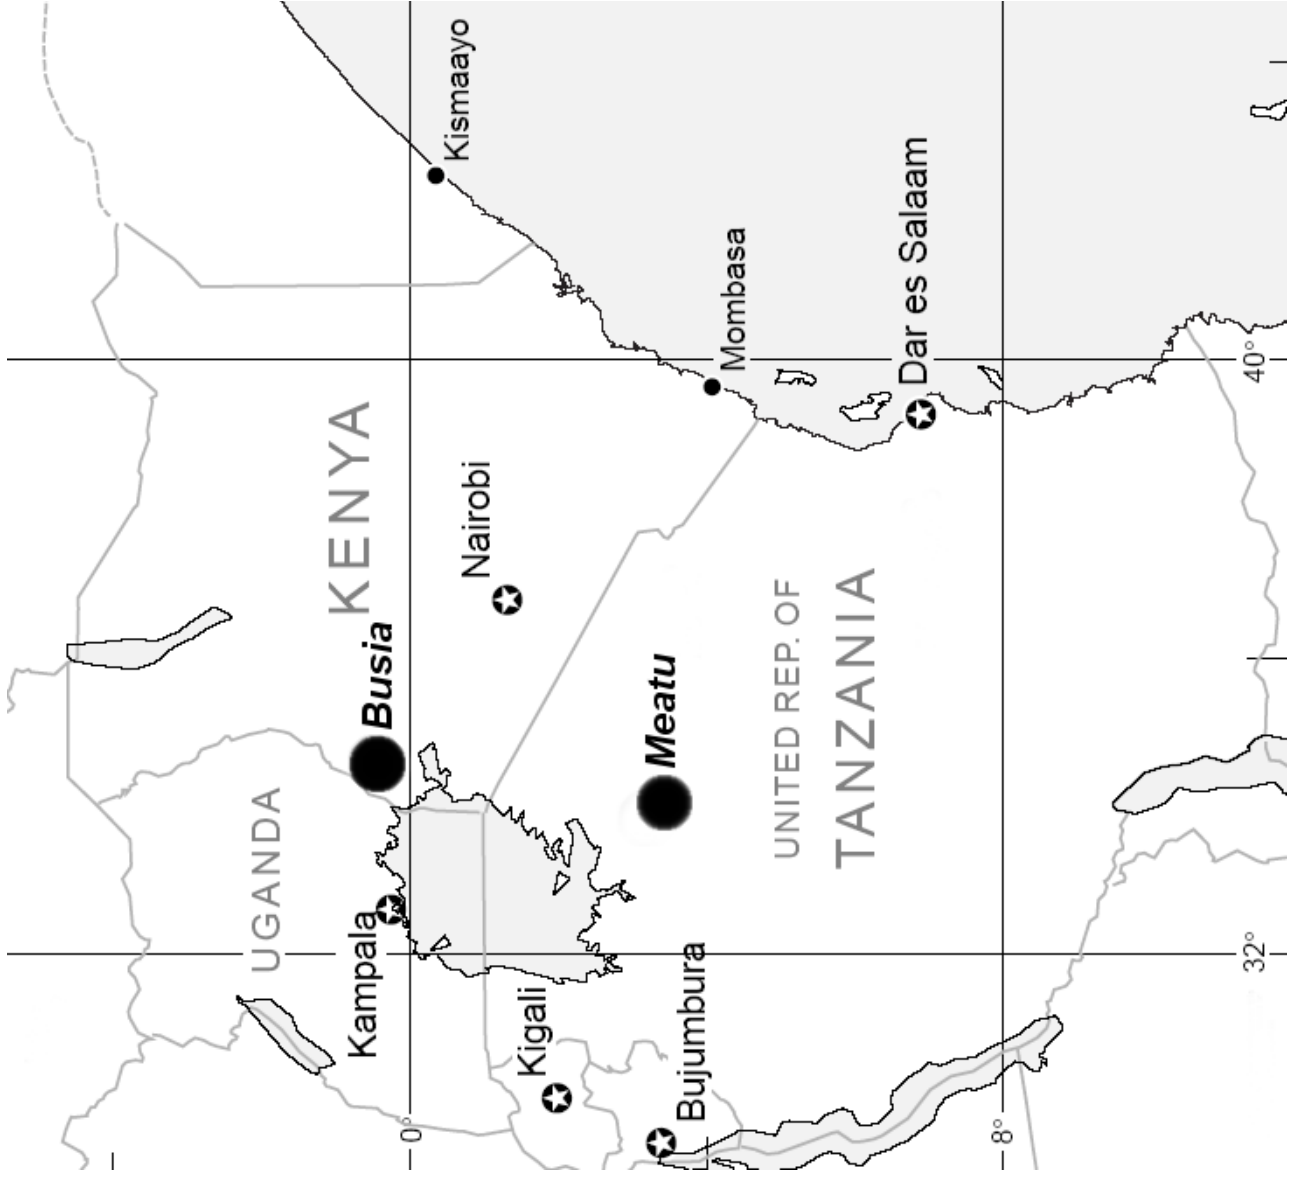 Kismaayo
KENYA
Mombasa
Dar es Salaam
40°
Nairobi
Busia
UGANDA
Meatu
UNITED REP. OF
TANZANIA
Kampala
Kigali
Bujumbura
32°
0°
8°